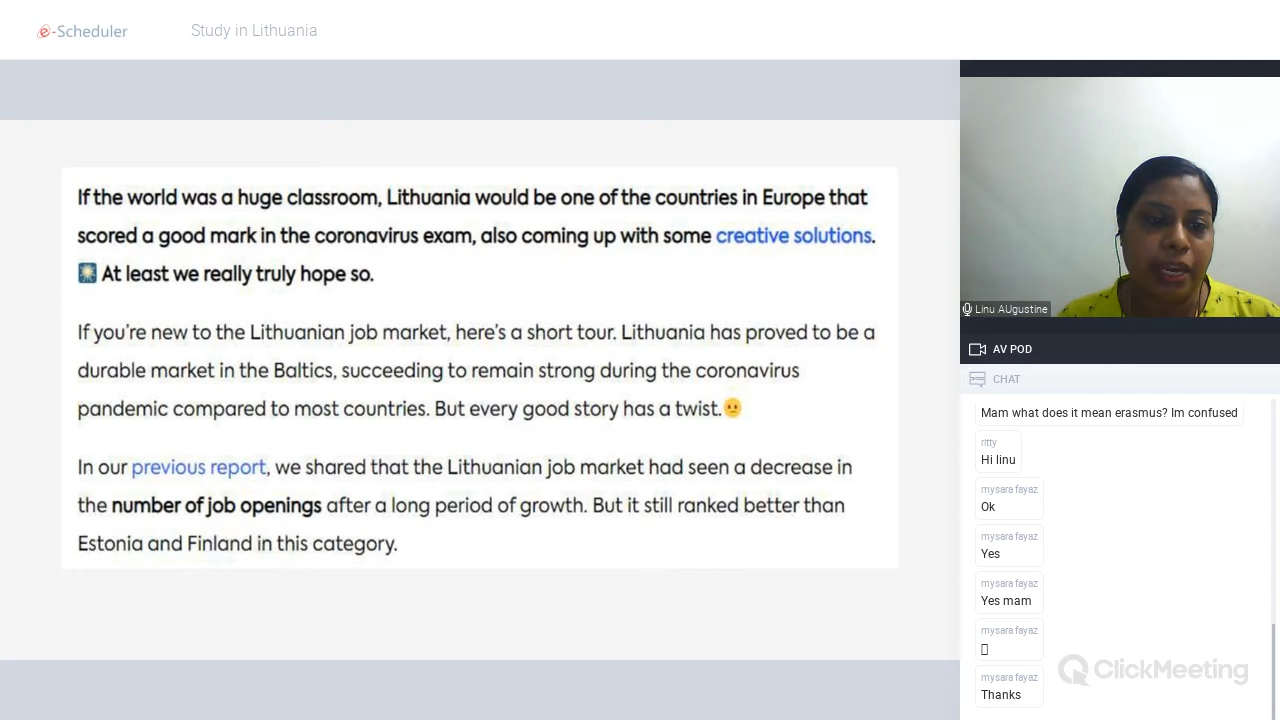 e-Scheduler
Study in Lithuania
If the world was a huge classroom, Lithuania would be one of the countries in Europe that
scored a good mark in the coronavirus exam, also coming up with some creative solutions.
At least we really truly hope so.
If you're new to the Lithuanian job market, here's a short tour. Lithuania has proved to be a
durable market in the Baltics, succeeding to remain strong during the coronavirus
pandemic compared to most countries. But every good story has a twist.
In our previous report, we shared that the Lithuanian job market had seen a decrease in
the number of job openings after a long period of growth. But it still ranked better than
Estonia and Finland in this category.
Linu AUgustine
AV POD
CHAT
Mam what does it mean erasmus? Im confused
ritty
Hi linu
mysara fayaz
Ok
mysara fayaz
Yes
mysara fayaz
Yes mam
mysara fayaz
mysara fayaz
Thanks
ClickMeeting